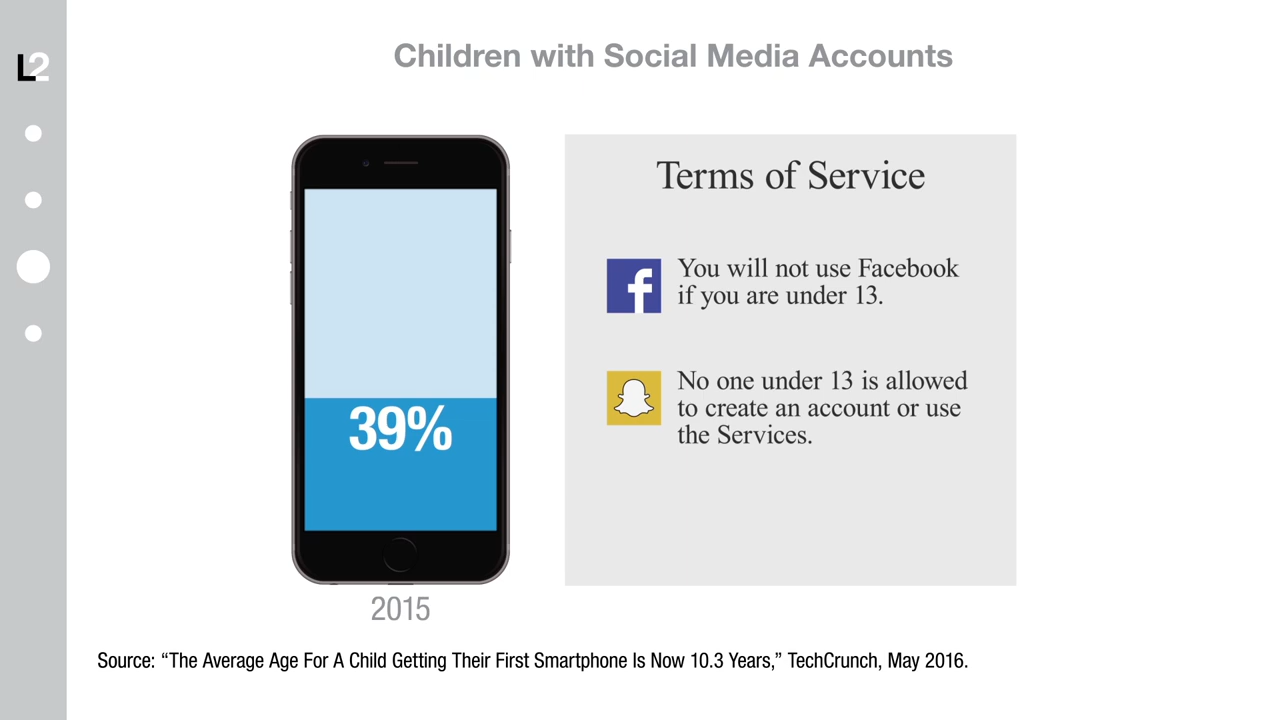 L2
Children with Social Media Accounts
39%
2015
Terms of Service
You will not use Facebook
if you are under 13.
No one under 13 is allowed
to create an account or use
the Services.
Source: “The Average Age For A Child Getting Their First Smartphone Is Now 10.3 Years,” TechCrunch, May 2016.